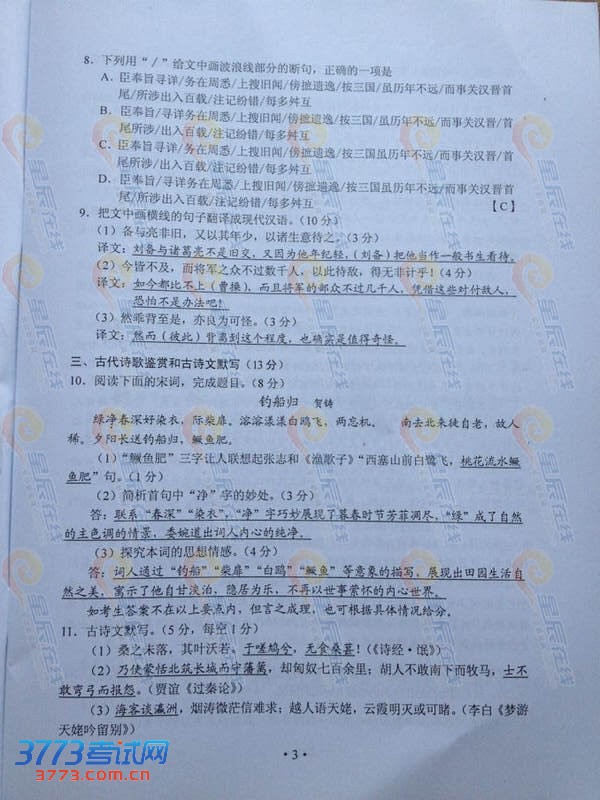 8. 下列用“/”给文中画波浪线部分的断句，正确的一项是
A. 臣奉旨寻详/务在周悉/上搜旧闻/傍摭遗逸/按三国/虽历年不远/而事关汉晋首
尾/所涉出入百载/注记纷错/每多舛互
B. 臣奉旨/寻详务在周悉/上搜旧闻/傍摭遗逸/按三国/虽历年不远/而事关汉晋/首
尾所涉/出入百载/注记纷错/每多舛互
C. 臣奉旨/寻详务在周悉/上搜旧闻/傍摭遗逸/按三国虽历年不远/而事关汉晋/首
尾所涉/出入百载/注记纷错/每多舛互
D. 臣奉旨/寻详务在周悉/上搜旧闻/傍摭遗逸/按三国虽历年不远/而事关汉晋/首
尾/所涉出入百载/注记纷错/每多舛互
【C】
9. 把文中画横线的句子翻译成现代汉语。(10分)
(1) 备与亮非旧，又以其年少，以诸生意待之。(3分)
译文：刘备与诸葛亮不是旧交，又因为他年纪轻，(刘备)把他当作一般书生看待。
(2) 今皆不及，而将军之众不过数千人，以此待敌，得无非计乎！(4分)
译文：如今都比不上(曹操)，而且将军的部众不过几千人，凭借这些对付敌人，
恐怕不是办法吧！
(3) 然乖背至是，亦良为可怪。(3分)
译文：然而(彼此)背离到这个程度，也确实是值得奇怪。
三、古代诗歌鉴赏和古诗文默写(13分)
10. 阅读下面的宋词，完成题目。(8分)
钓船归 贺铸
绿净春深好染衣，际柴扉。溶溶漾漾白鸥飞，两忘机。 南去北来徒自老，故人
稀。夕阳长送钓船归，鳜鱼肥。
(1)“鳜鱼肥”三字让人联想起张志和《渔歌子》“西塞山前白鹭飞，桃花流水鳜
鱼肥”句。(1分)
(2) 简析首句中“净”字的妙处。(3分)
答：联系“春深”“染衣”，“净”字巧妙展现了暮春时节芳菲凋尽，“绿”成了自然
的主色调的情景，委婉道出词人内心的纯净。
(3) 探究本词的思想情感。(4分)
答：词人通过“钓船”“柴扉”“白鸥”“鳜鱼”等意象的描写，展现出田园生活自
然之美，寓示了他自甘淡泊，隐居为乐，不再以世事萦怀的内心世界。
如考生答案不在以上要点内，但言之成理，也可根据具体情况给分。
11. 古诗文默写。(5分，每空1分)
(1) 桑之未落，其叶沃若。于嗟鸠兮，无食桑葚！(《诗经·氓》)
(2) 乃使蒙恬北筑长城而守藩篱，却匈奴七百余里；胡人不敢南下而牧马，士不
敢弯弓而报怨。(贾谊《过秦论》)
(3) 海客谈瀛洲，烟涛微茫信难求；越人语天姥，云霞明灭或可睹。(李白《梦游
天姥吟留别》)
·3·
3773考试网
3773.com.cn
星辰在线